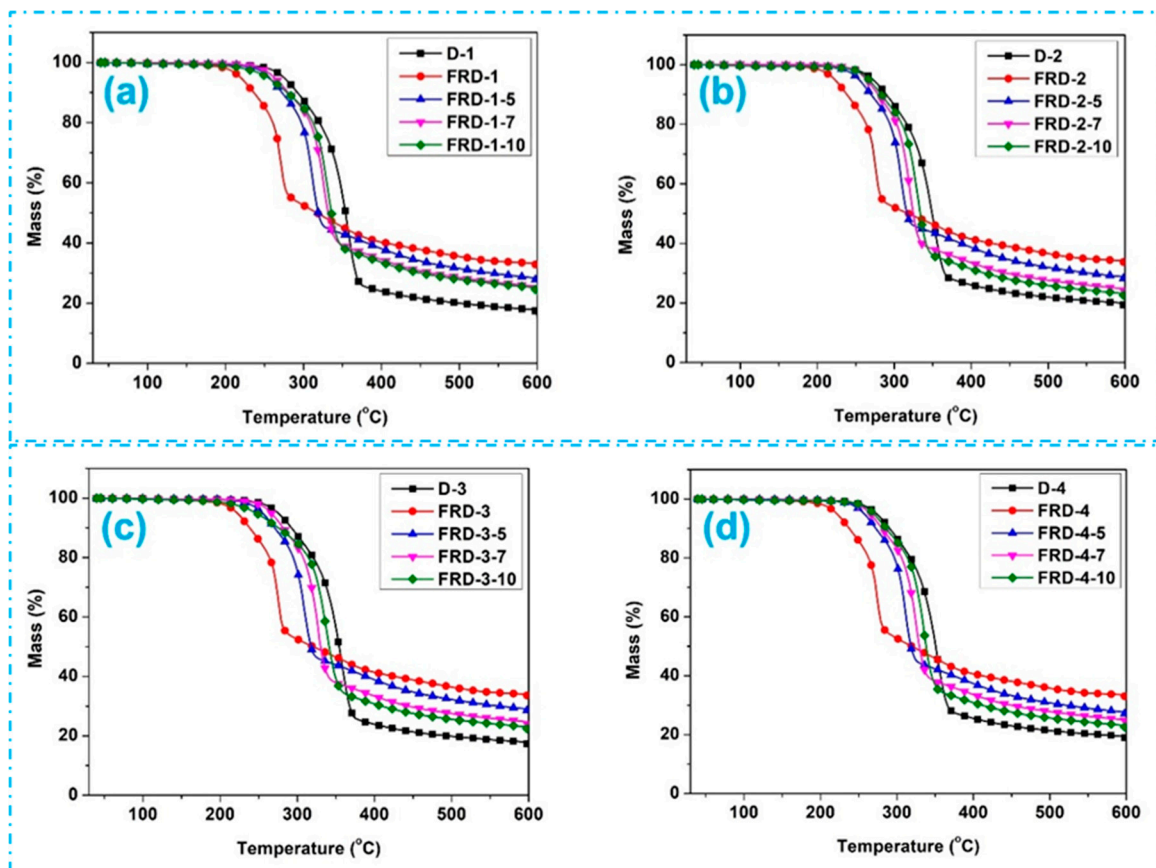 (a)
D-1
FRD-1
FRD-1-5
FRD-1-7
FRD-1-10
Mass (%)
100
80
60
40
20
0
100 200 300 400 500 600
Temperature (°C)
(b)
D-2
FRD-2
FRD-2-5
FRD-2-7
FRD-2-10
Mass (%)
100
80
60
40
20
0
100 200 300 400 500 600
Temperature (°C)
(c)
D-3
FRD-3
FRD-3-5
FRD-3-7
FRD-3-10
Mass (%)
100
80
60
40
20
0
100 200 300 400 500 600
Temperature (°C)
(d)
D-4
FRD-4
FRD-4-5
FRD-4-7
FRD-4-10
Mass (%)
100
80
60
40
20
0
100 200 300 400 500 600
Temperature (°C)